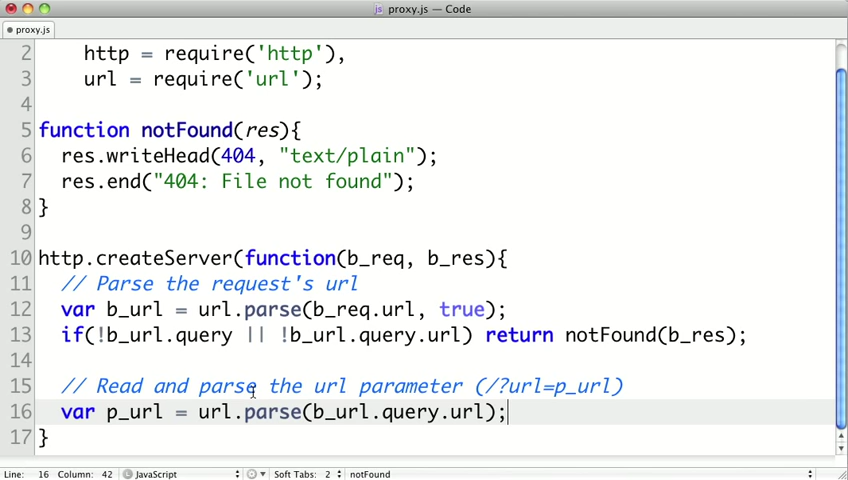 proxy.js — Code
proxy.js
2 http = require('http'),
3 url = require('url');
4
5 function notFound(res){
6 res.writeHead(404, "text/plain");
7 res.end("404: File not found");
8 }
9
10 http.createServer(function(b_req, b_res){
11 // Parse the request's url
12 var b_url = url.parse(b_req.url, true);
13 if(!b_url.query || !b_url.query.url) return notFound(b_res);
14
15 // Read and parse the url parameter (/?url=p_url)
16 var p_url = url.parse(b_url.query.url);
17 }
Line: 16 Column: 42 JavaScript Soft Tabs: 2 notFound